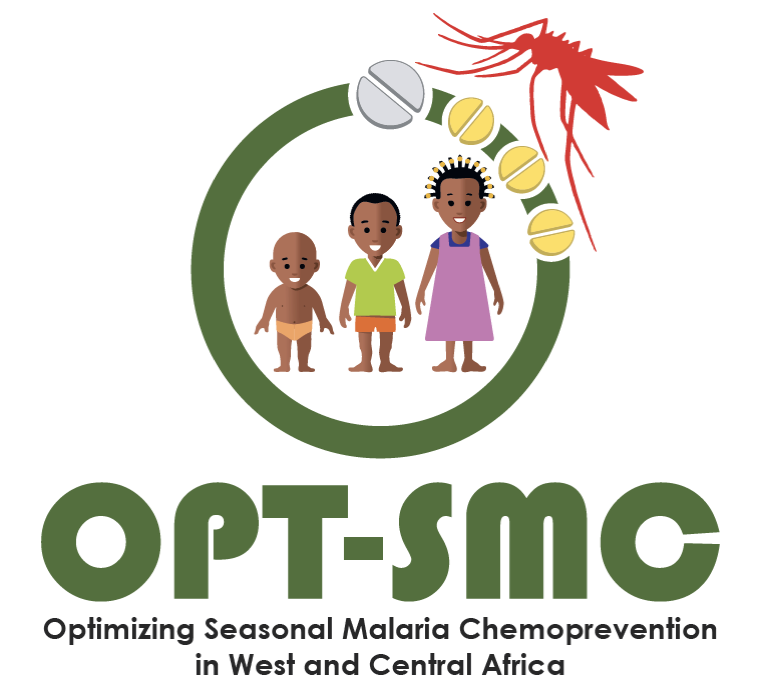 OPT-SMC
Optimizing Seasonal Malaria Chemoprevention
in West and Central Africa